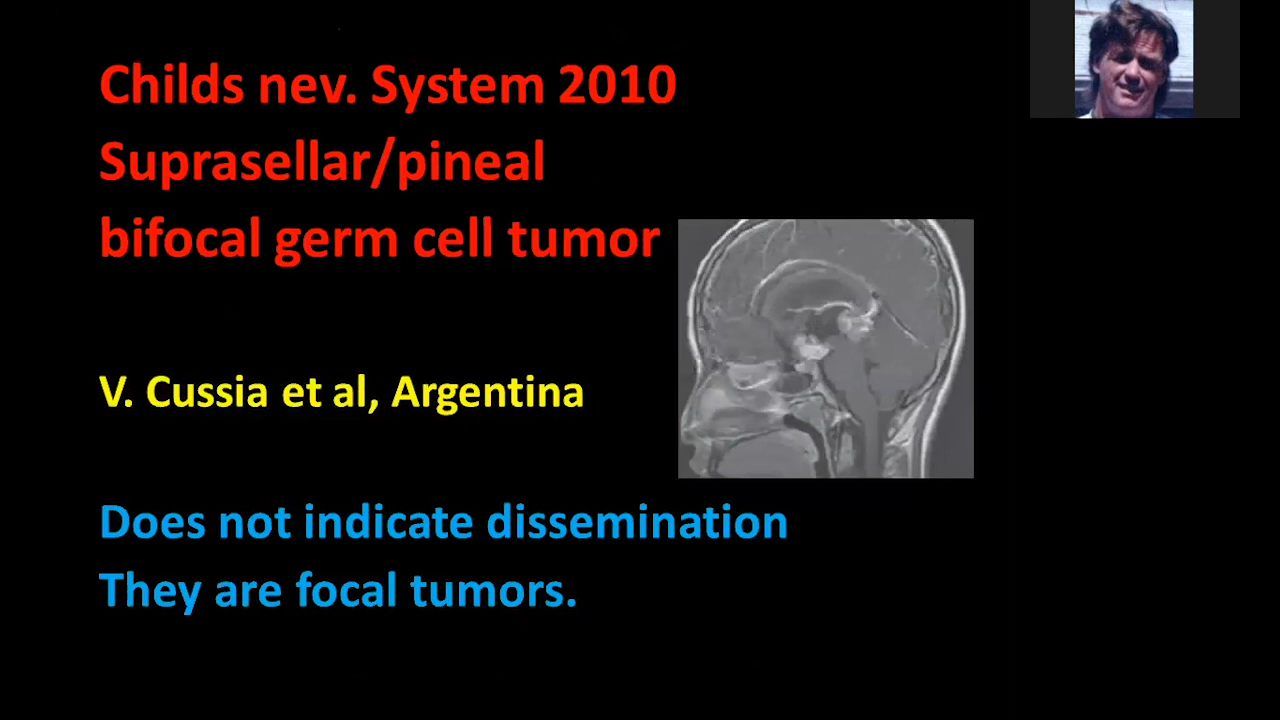 Childs nev. System 2010
Suprasellar/pineal
bifocal germ cell tumor
V. Cussia et al, Argentina
Does not indicate dissemination
They are focal tumors.